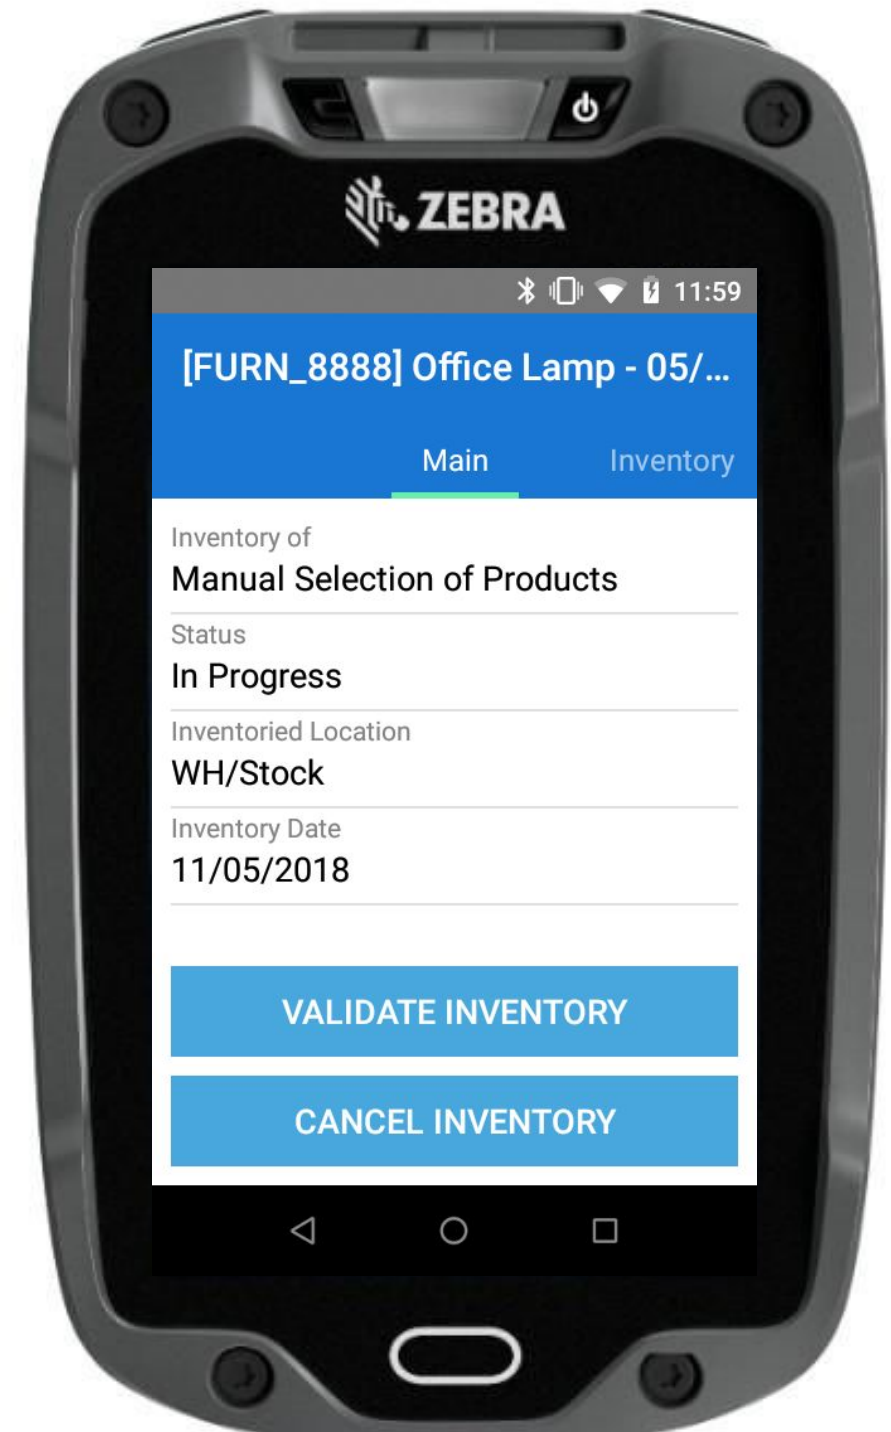 ZEBRA
11:59
[FURN_8888] Office Lamp - 05/...
Main Inventory
Inventory of
Manual Selection of Products
Status
In Progress
Inventoried Location
WH/Stock
Inventory Date
11/05/2018
VALIDATE INVENTORY
CANCEL INVENTORY